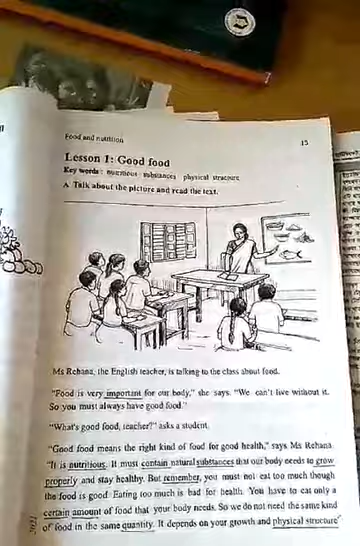 Food and nutrition
15
Lesson 1: Good food
Key words : nutritious substances physical structure
A Talk about the picture and read the text.
Ms Rehana, the English teacher, is talking to the class about food.
"Food is very important for our body," she says. "We can't live without it.
So you must always have good food."
"What's good food, teacher?" asks a student.
"Good food means the right kind of food for good health," says Ms Rehana.
"It is nutritious. It must contain natural substances that our body needs to grow
properly and stay healthy. But remember, you must not eat too much though
the food is good. Eating too much is bad for health. You have to eat only a
certain amount of food that your body needs. So we do not need the same kind
of food in the same quantity. It depends on your growth and physical structure"
2021